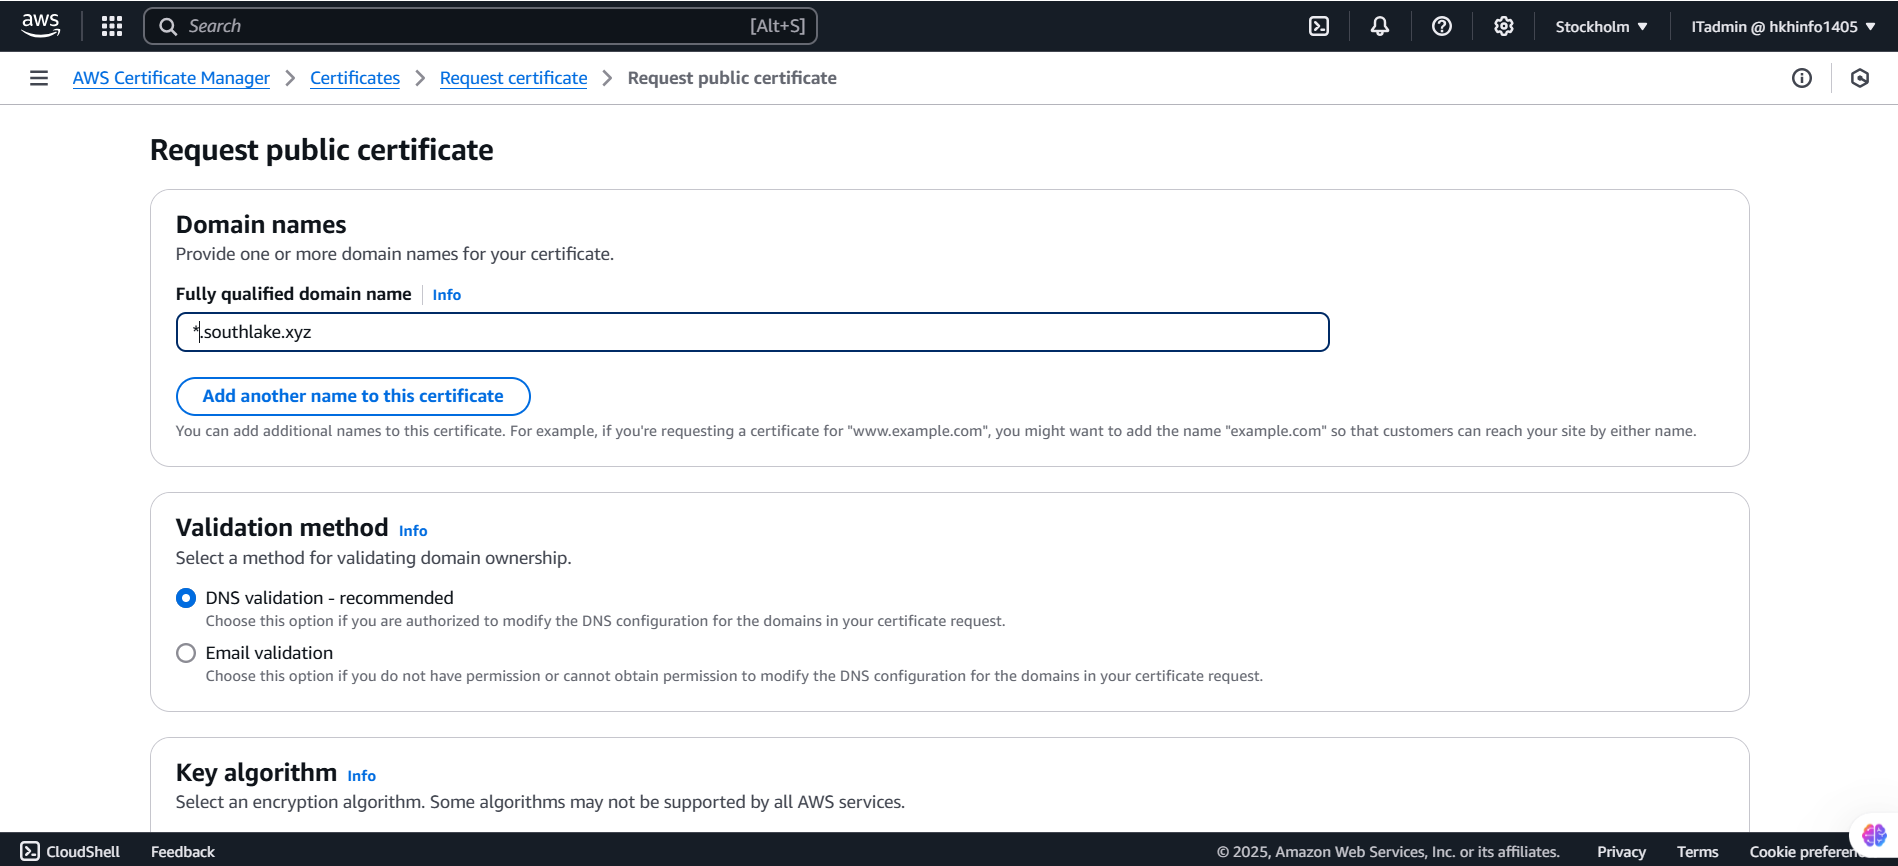 aws Search [Alt+S] Stockholm ITadmin @ hkhinfo1405
AWS Certificate Manager Certificates Request certificate Request public certificate
Request public certificate
Domain names
Provide one or more domain names for your certificate.
Fully qualified domain name Info
*.southlake.xyz
Add another name to this certificate
You can add additional names to this certificate. For example, if you're requesting a certificate for "www.example.com", you might want to add the name "example.com" so that customers can reach your site by either name.
Validation method Info
Select a method for validating domain ownership.
DNS validation - recommended
Choose this option if you are authorized to modify the DNS configuration for the domains in your certificate request.
Email validation
Choose this option if you do not have permission or cannot obtain permission to modify the DNS configuration for the domains in your certificate request.
Key algorithm Info
Select an encryption algorithm. Some algorithms may not be supported by all AWS services.
CloudShell Feedback © 2025, Amazon Web Services, Inc. or its affiliates. Privacy Terms Cookie